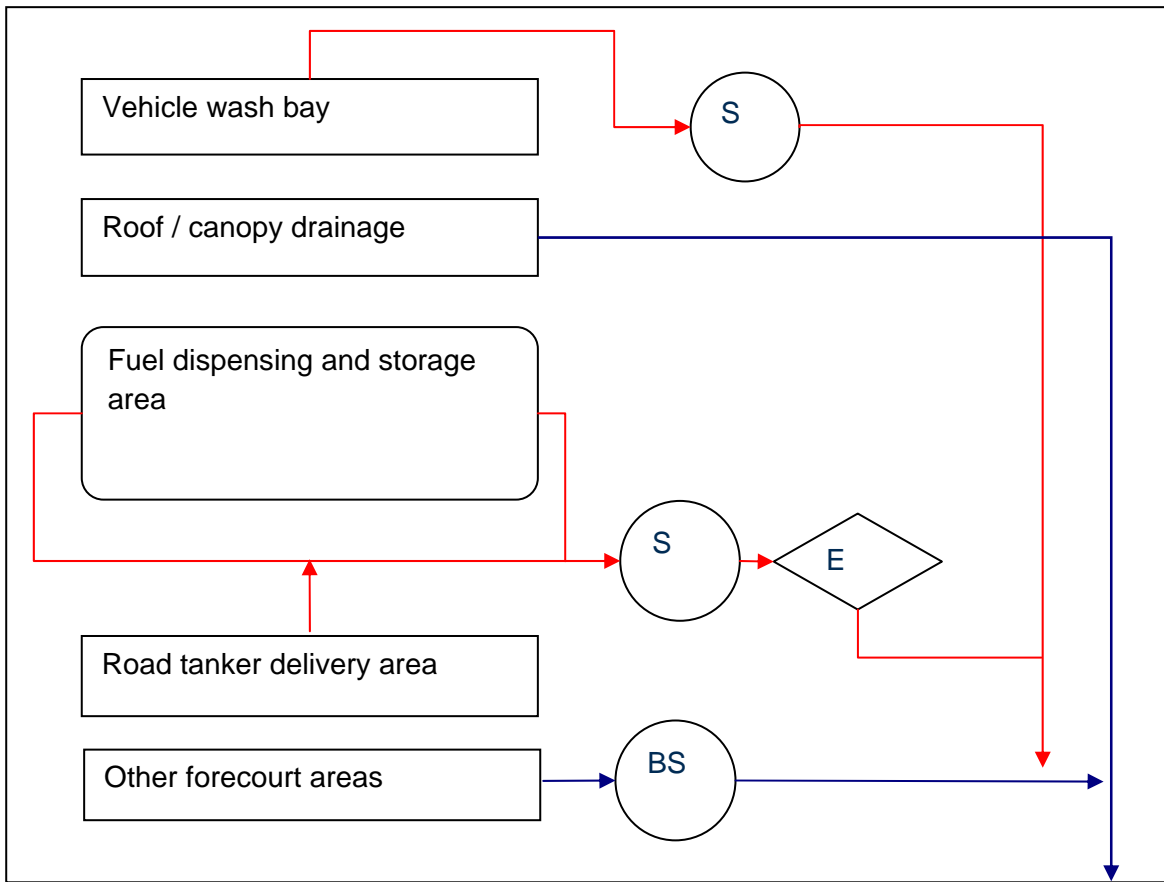 Vehicle wash bay
S
Roof / canopy drainage
Fuel dispensing and storage
area
S
E
Road tanker delivery area
Other forecourt areas
BS